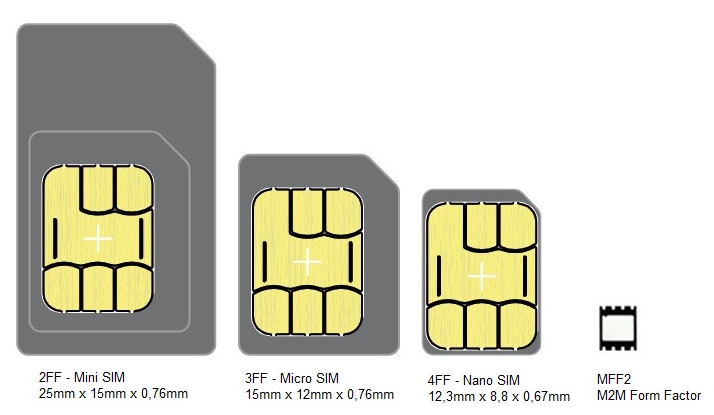 2FF - Mini SIM
25mm x 15mm x 0,76mm
3FF - Micro SIM
15mm x 12mm x 0,76mm
4FF - Nano SIM
12,3mm x 8,8 x 0,67mm
MFF2
M2M Form Factor